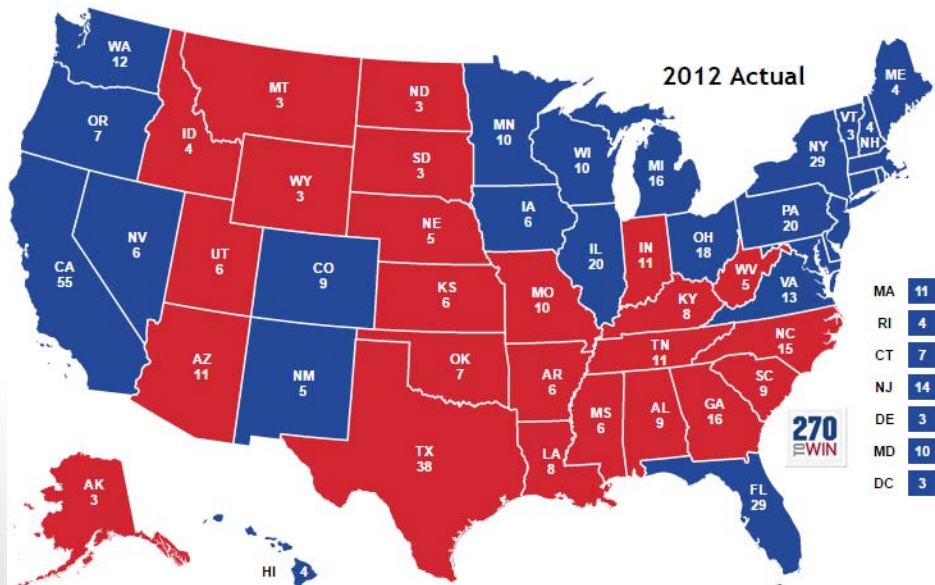 2012 Actual
WA
12
OR
7
CA
55
NV
6
ID
4
MT
3
WY
3
UT
6
AZ
11
CO
9
NM
5
ND
3
SD
3
NE
5
KS
6
OK
7
TX
38
MN
10
IA
6
MO
10
AR
6
LA
8
WI
10
IL
20
MI
16
IN
11
OH
18
KY
8
TN
11
MS
6
AL
9
GA
16
FL
29
SC
9
NC
15
VA
13
WV
5
PA
20
NY
29
VT
3
4
NH
ME
4
MA 11
RI 4
CT 7
NJ 14
DE 3
MD 10
DC 3
270
TO WIN
AK
3
HI 4